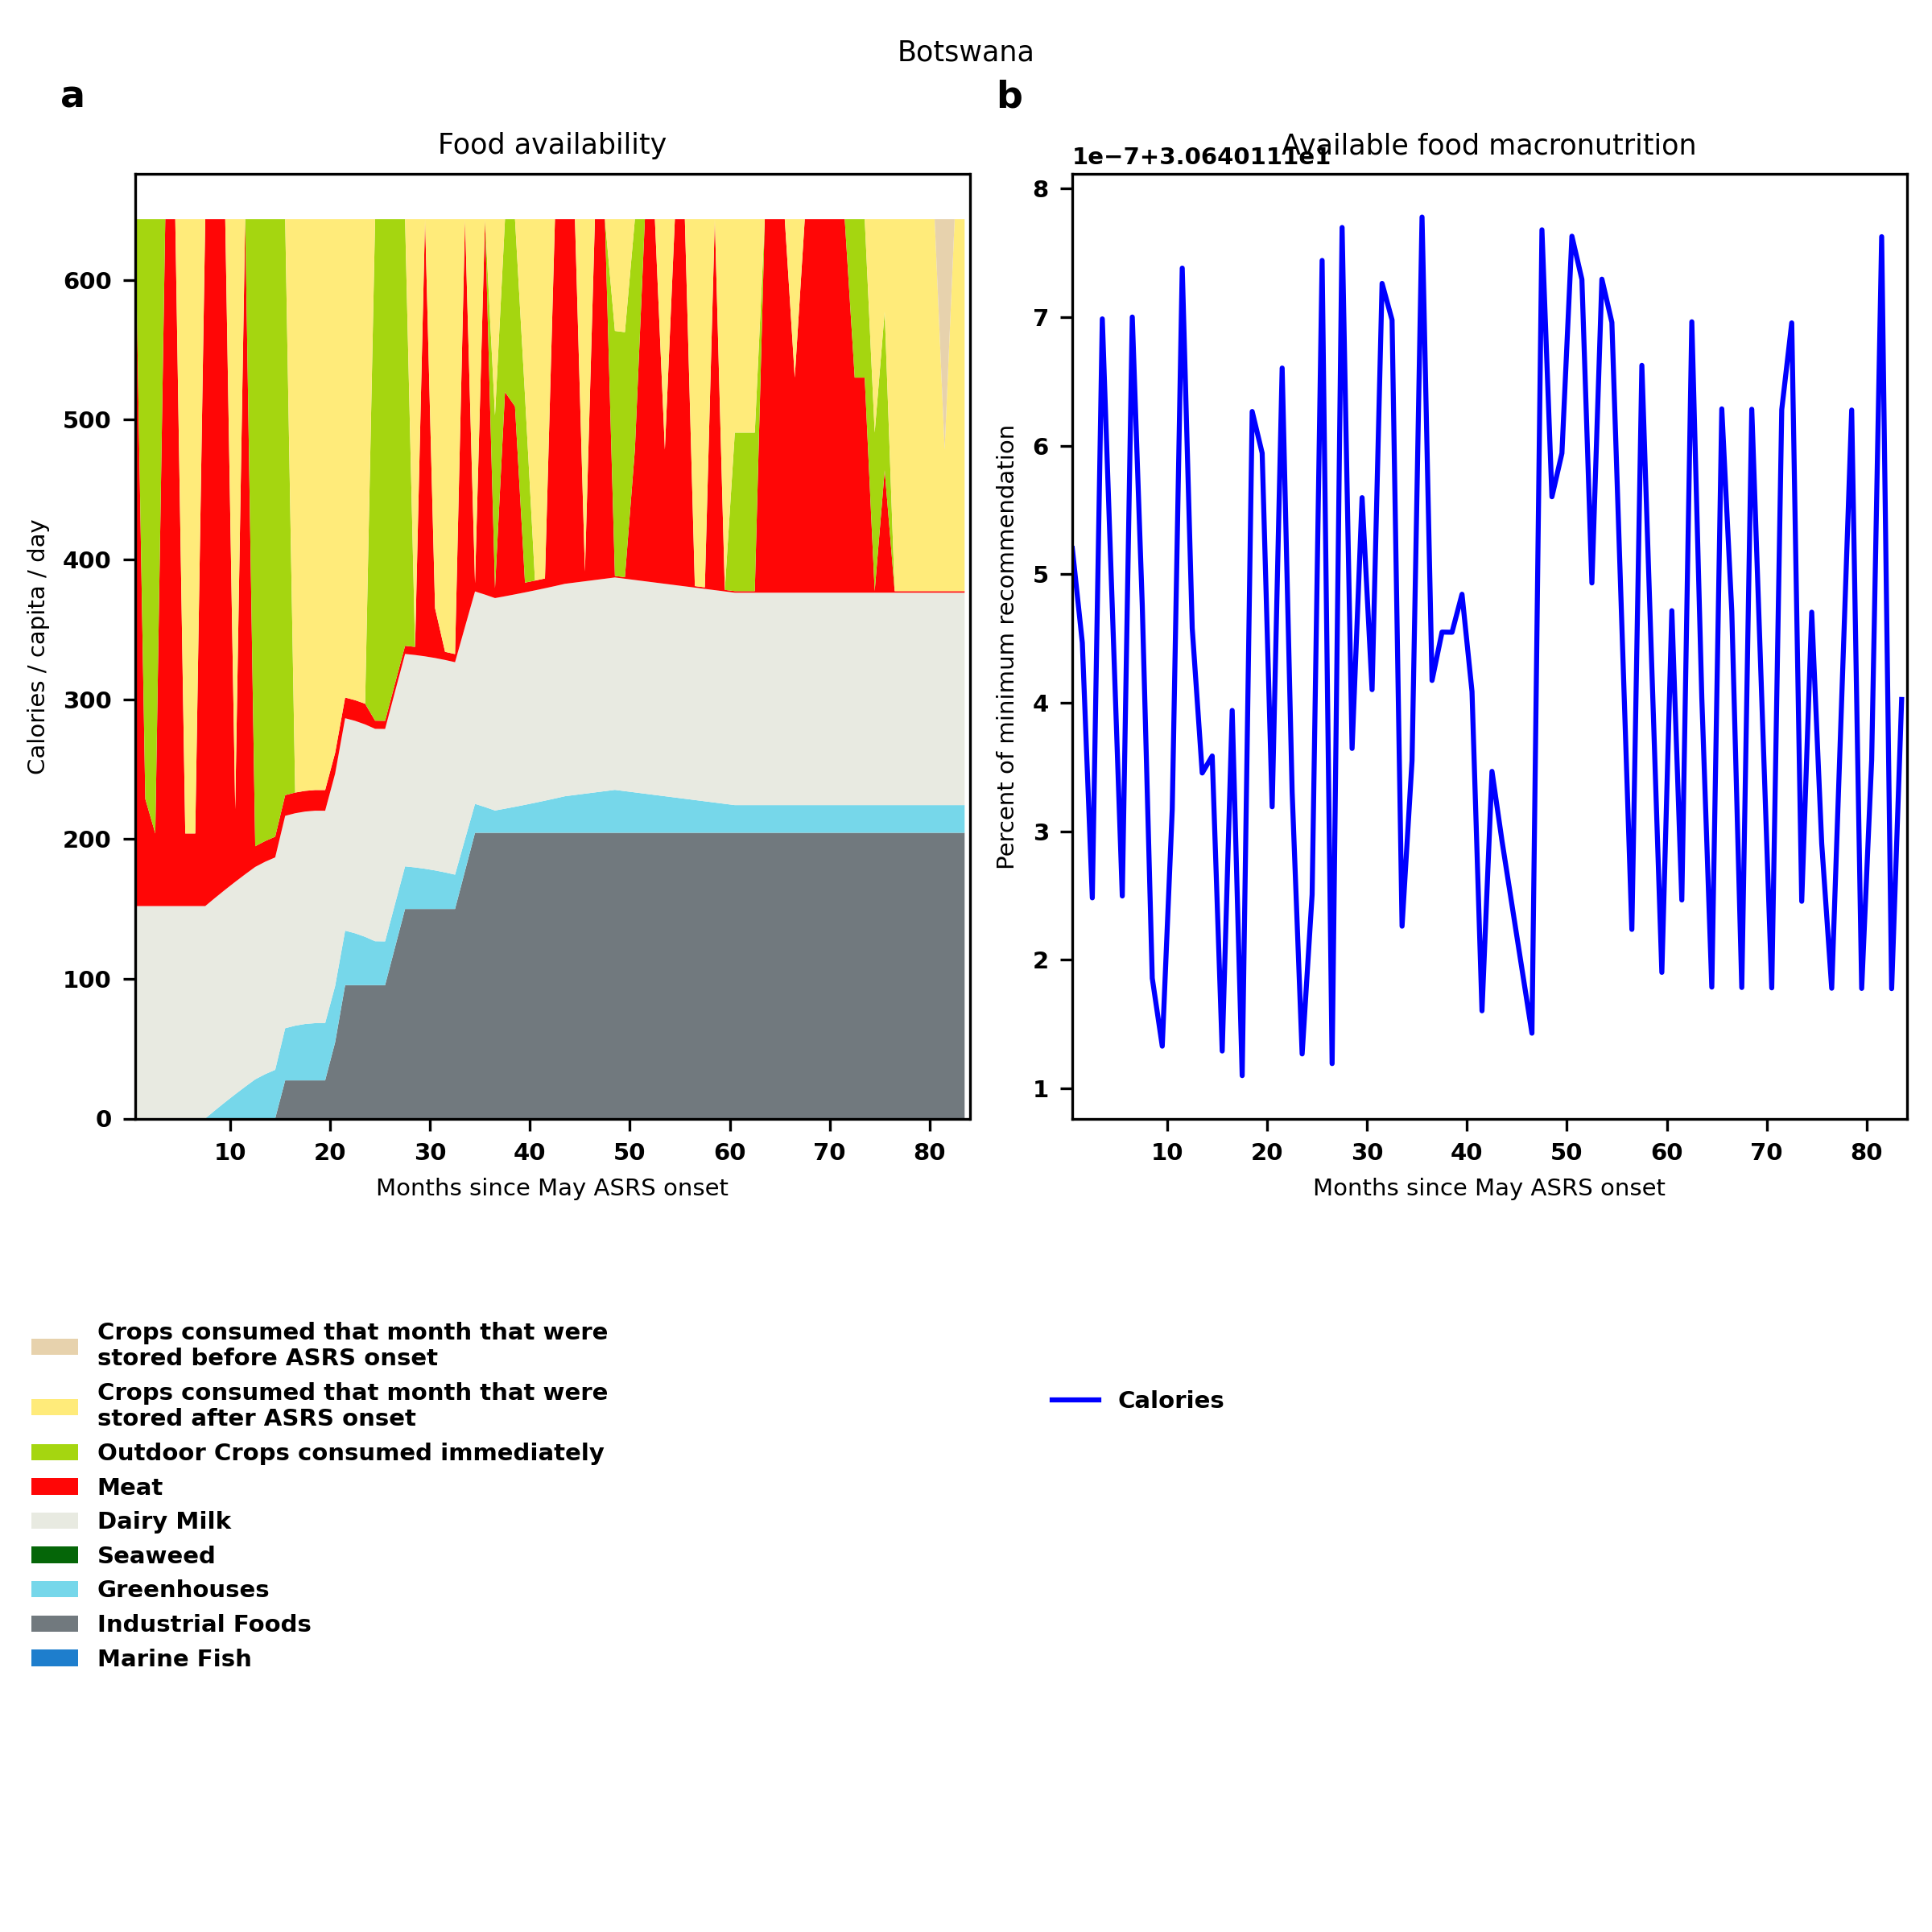 Botswana
a
Food availability
Calories / capita / day
600
500
400
300
200
100
0
10 20 30 40 50 60 70 80
Months since May ASRS onset
b
Available food macronutrition
1e−7+3.0640111e1
Percent of minimum recommendation
8
7
6
5
4
3
2
1
10 20 30 40 50 60 70 80
Months since May ASRS onset
Crops consumed that month that were
stored before ASRS onset
Crops consumed that month that were
stored after ASRS onset
Outdoor Crops consumed immediately
Meat
Dairy Milk
Seaweed
Greenhouses
Industrial Foods
Marine Fish
Calories